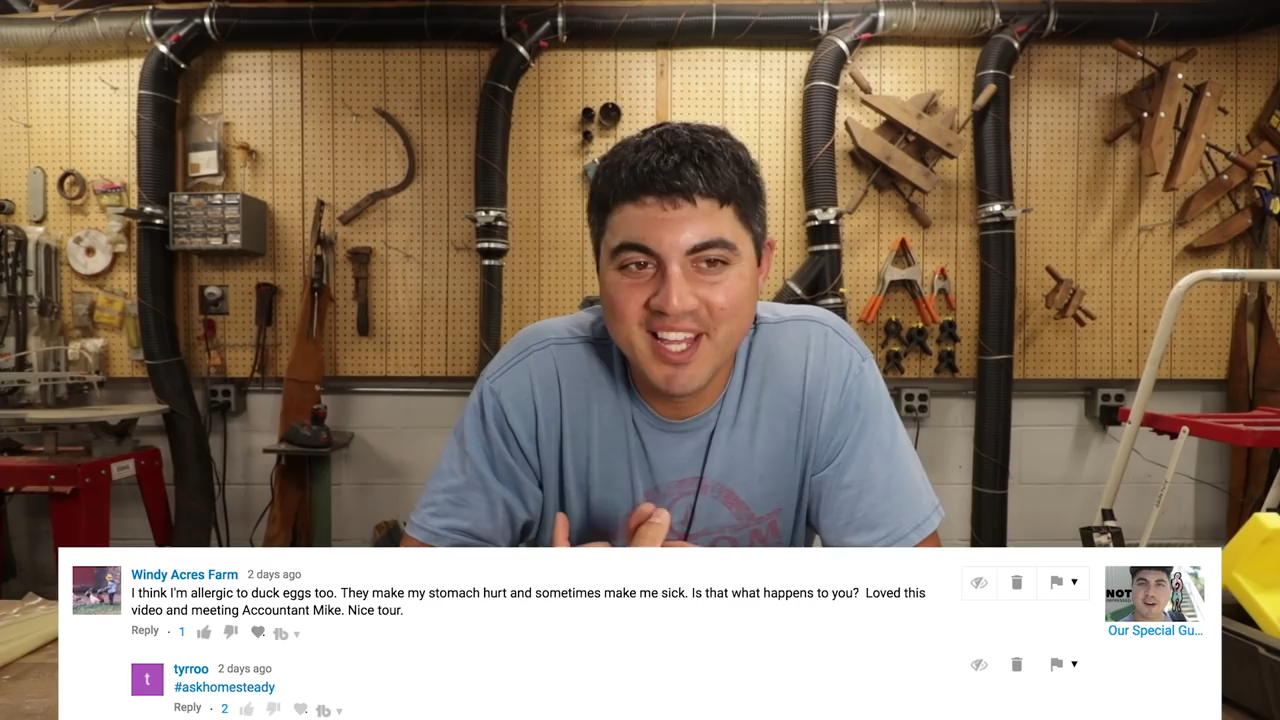 Windy Acres Farm 2 days ago
I think I'm allergic to duck eggs too. They make my stomach hurt and sometimes make me sick. Is that what happens to you? Loved this
video and meeting Accountant Mike. Nice tour.
Reply · 1
NOT
IMPRESSED
Our Special Gu...
t
tyrroo 2 days ago
#askhomesteady
Reply · 2